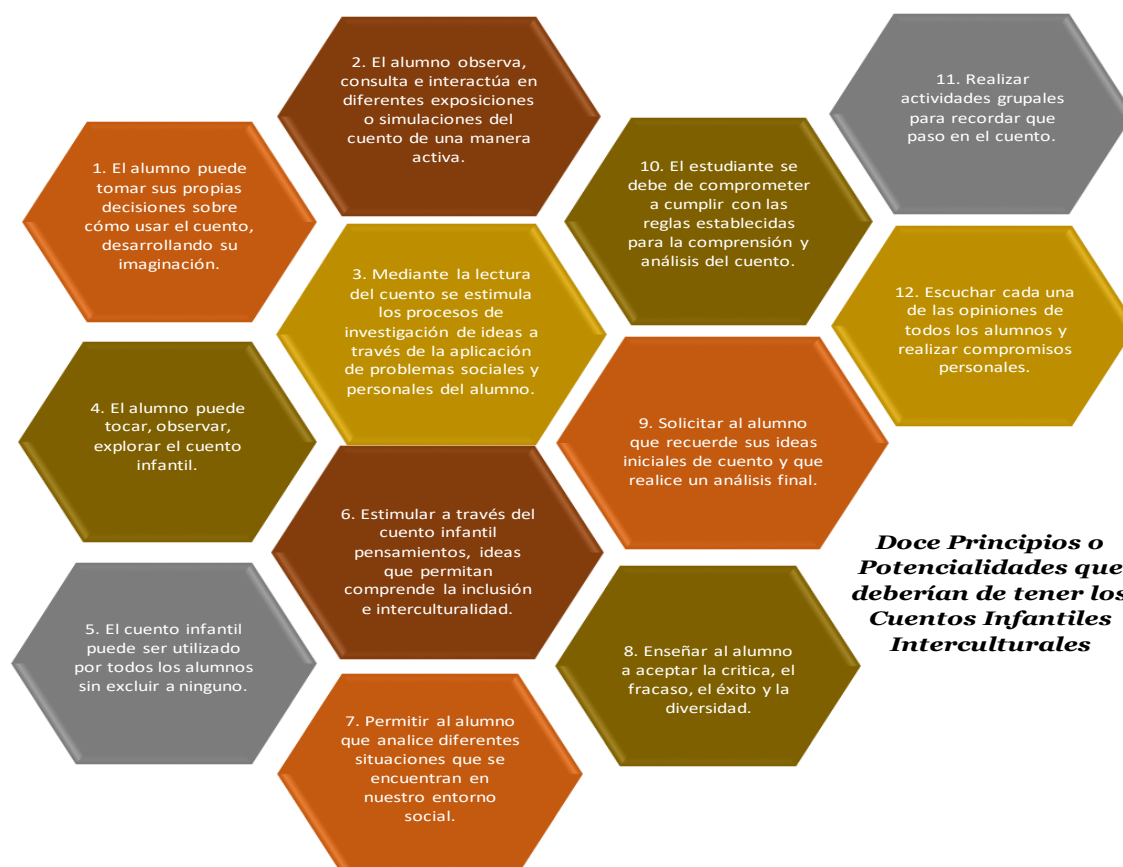 1. El alumno puede
tomar sus propias
decisiones sobre
cómo usar el cuento,
desarrollando su
imaginación.
2. El alumno observa,
consulta e interactúa en
diferentes exposiciones
o simulaciones del
cuento de una manera
activa.
3. Mediante la lectura
del cuento se estimula
los procesos de
investigación de ideas a
través de la aplicación
de problemas sociales y
personales del alumno.
4. El alumno puede
tocar, observar,
explorar el cuento
infantil.
5. El cuento infantil
puede ser utilizado
por todos los alumnos
sin excluir a ninguno.
6. Estimular a través del
cuento infantil
pensamientos, ideas
que permitan
comprende la inclusión
e interculturalidad.
7. Permitir al alumno
que analice diferentes
situaciones que se
encuentran en
nuestro entorno
social.
8. Enseñar al alumno
a aceptar la critica, el
fracaso, el éxito y la
diversidad.
9. Solicitar al alumno
que recuerde sus ideas
iniciales de cuento y que
realice un análisis final.
10. El estudiante se
debe de comprometer
a cumplir con las
reglas establecidas
para la comprensión y
análisis del cuento.
11. Realizar
actividades grupales
para recordar que
paso en el cuento.
12. Escuchar cada una
de las opiniones de
todos los alumnos y
realizar compromisos
personales.
Doce Principios o
Potencialidades que
deberían de tener los
Cuentos Infantiles
Interculturales